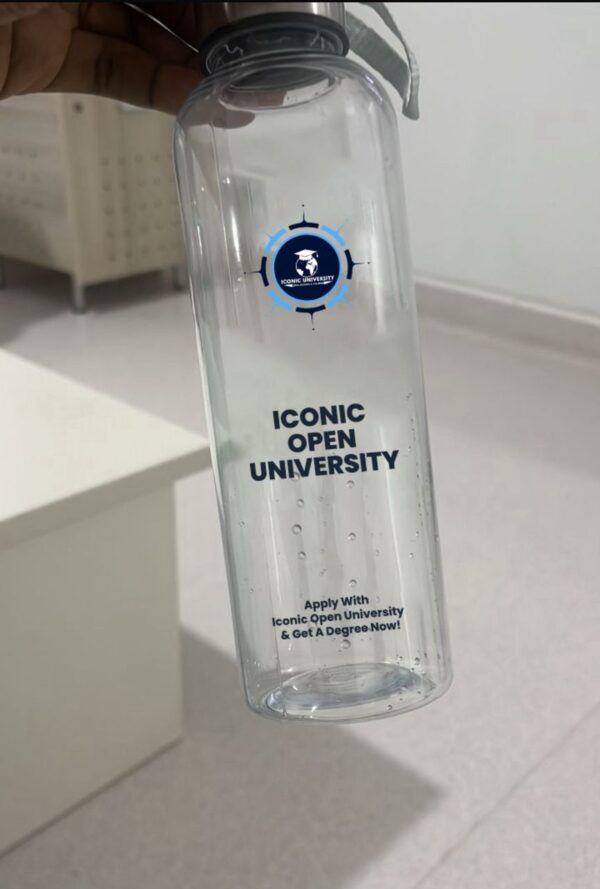 ICONIC UNIVERSITY
ICONIC
OPEN
UNIVERSITY
Apply With
Iconic Open University
& Get A Degree Now!